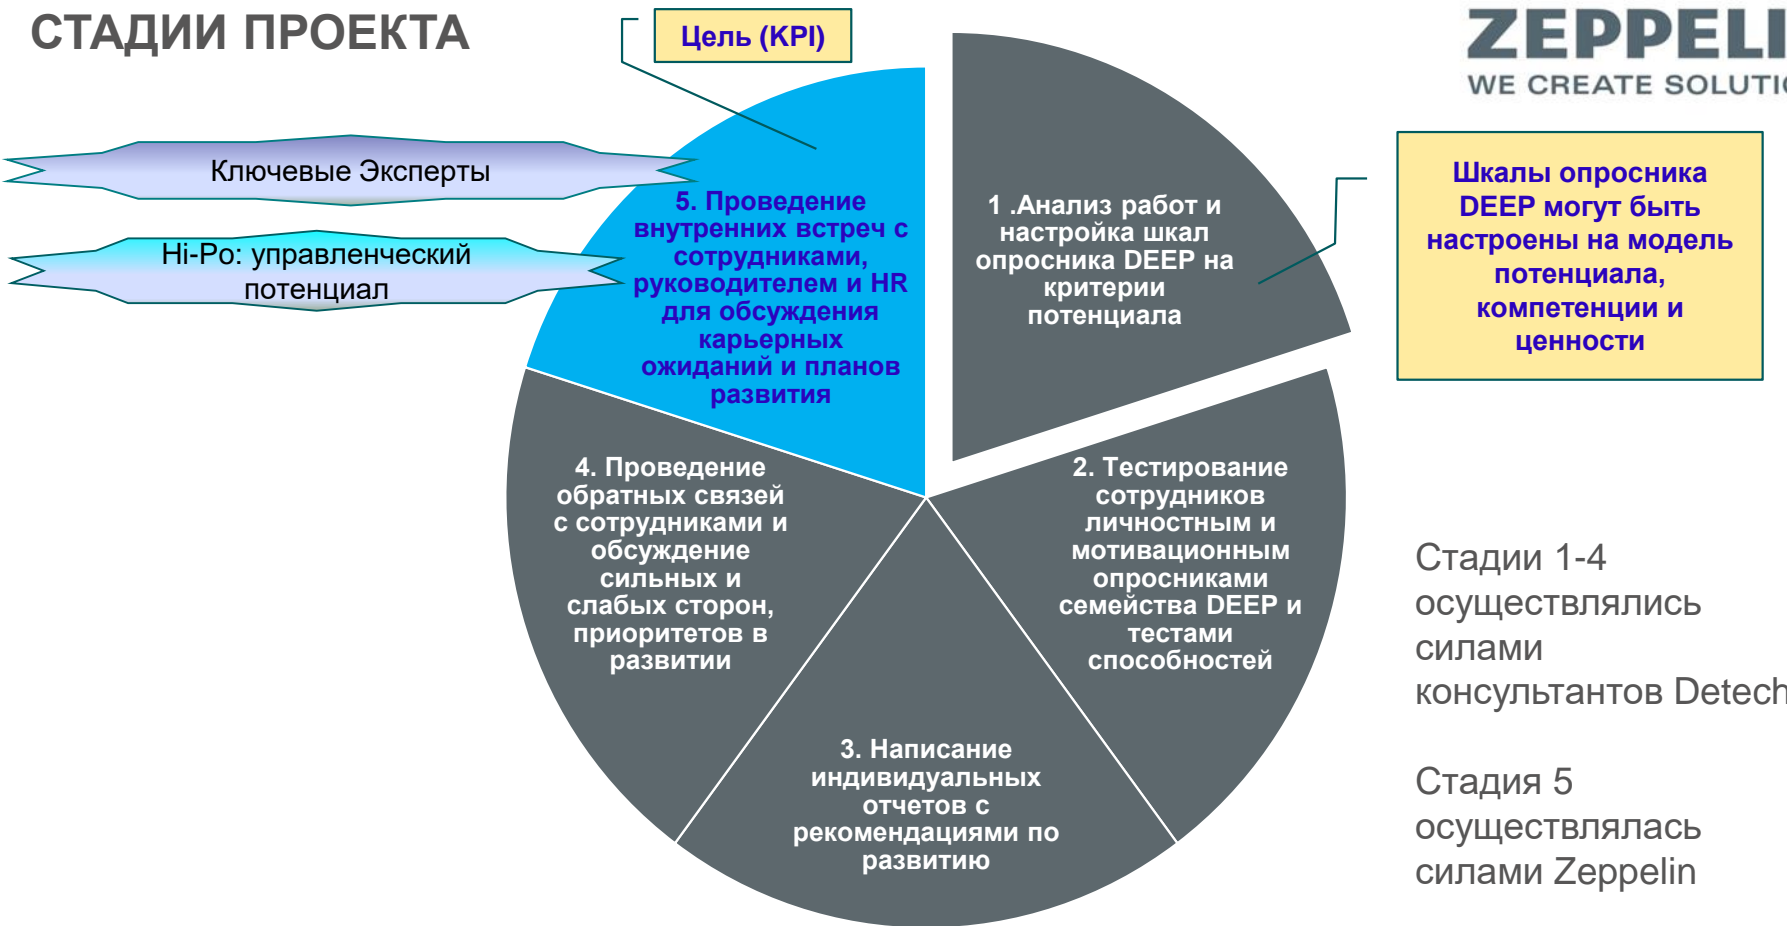 СТАДИИ ПРОЕКТА
Цель (KPI)
ZEPPELI
WE CREATE SOLUTIO
Ключевые Эксперты
Hi-Po: управленческий
потенциал
5. Проведение
внутренних встреч с
сотрудниками,
руководителем и HR
для обсуждения
карьерных
ожиданий и планов
развития
1 .Анализ работ и
настройка шкал
опросника DEEP на
критерии
потенциала
Шкалы опросника
DEEP могут быть
настроены на модель
потенциала,
компетенции и
ценности
4. Проведение
обратных связей
с сотрудниками и
обсуждение
сильных и
слабых сторон,
приоритетов в
развитии
2. Тестирование
сотрудников
личностным и
мотивационным
опросниками
семейства DEEP и
тестами
способностей
3. Написание
индивидуальных
отчетов с
рекомендациями по
развитию
Стадии 1-4
осуществлялись
силами
консультантов Detech
Стадия 5
осуществлялась
силами Zeppelin